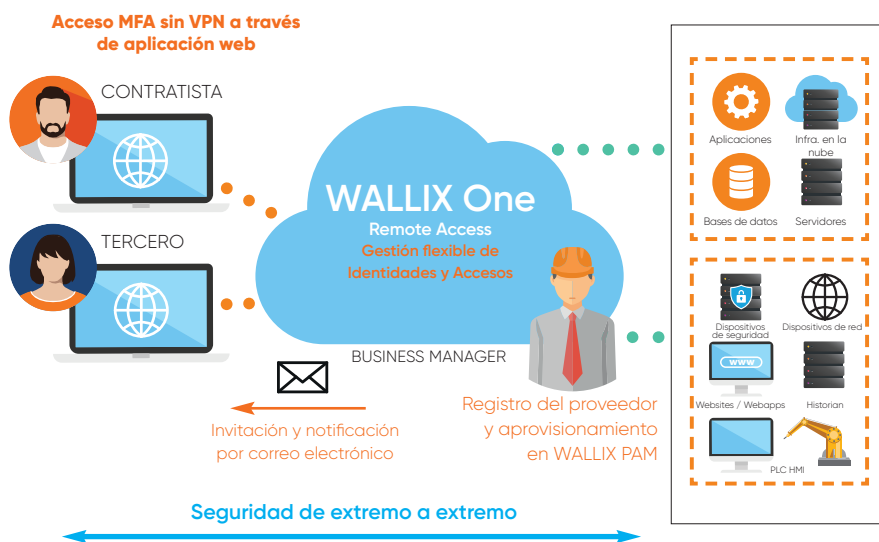 Acceso MFA sin VPN a través
de aplicación web
CONTRATISTA
TERCERO
WALLIX One
Remote Access
Gestión flexible de
Identidades y Accesos
BUSINESS MANAGER
Invitación y notificación
por correo electrónico
Registro del proveedor
y aprovisionamiento
en WALLIX PAM
Seguridad de extremo a extremo
Aplicaciones
Infra. en la
nube
Bases de datos
Servidores
Dispositivos
de seguridad
Dispositivos de red
www
Websites / Webapps
Historian
PLC HMI